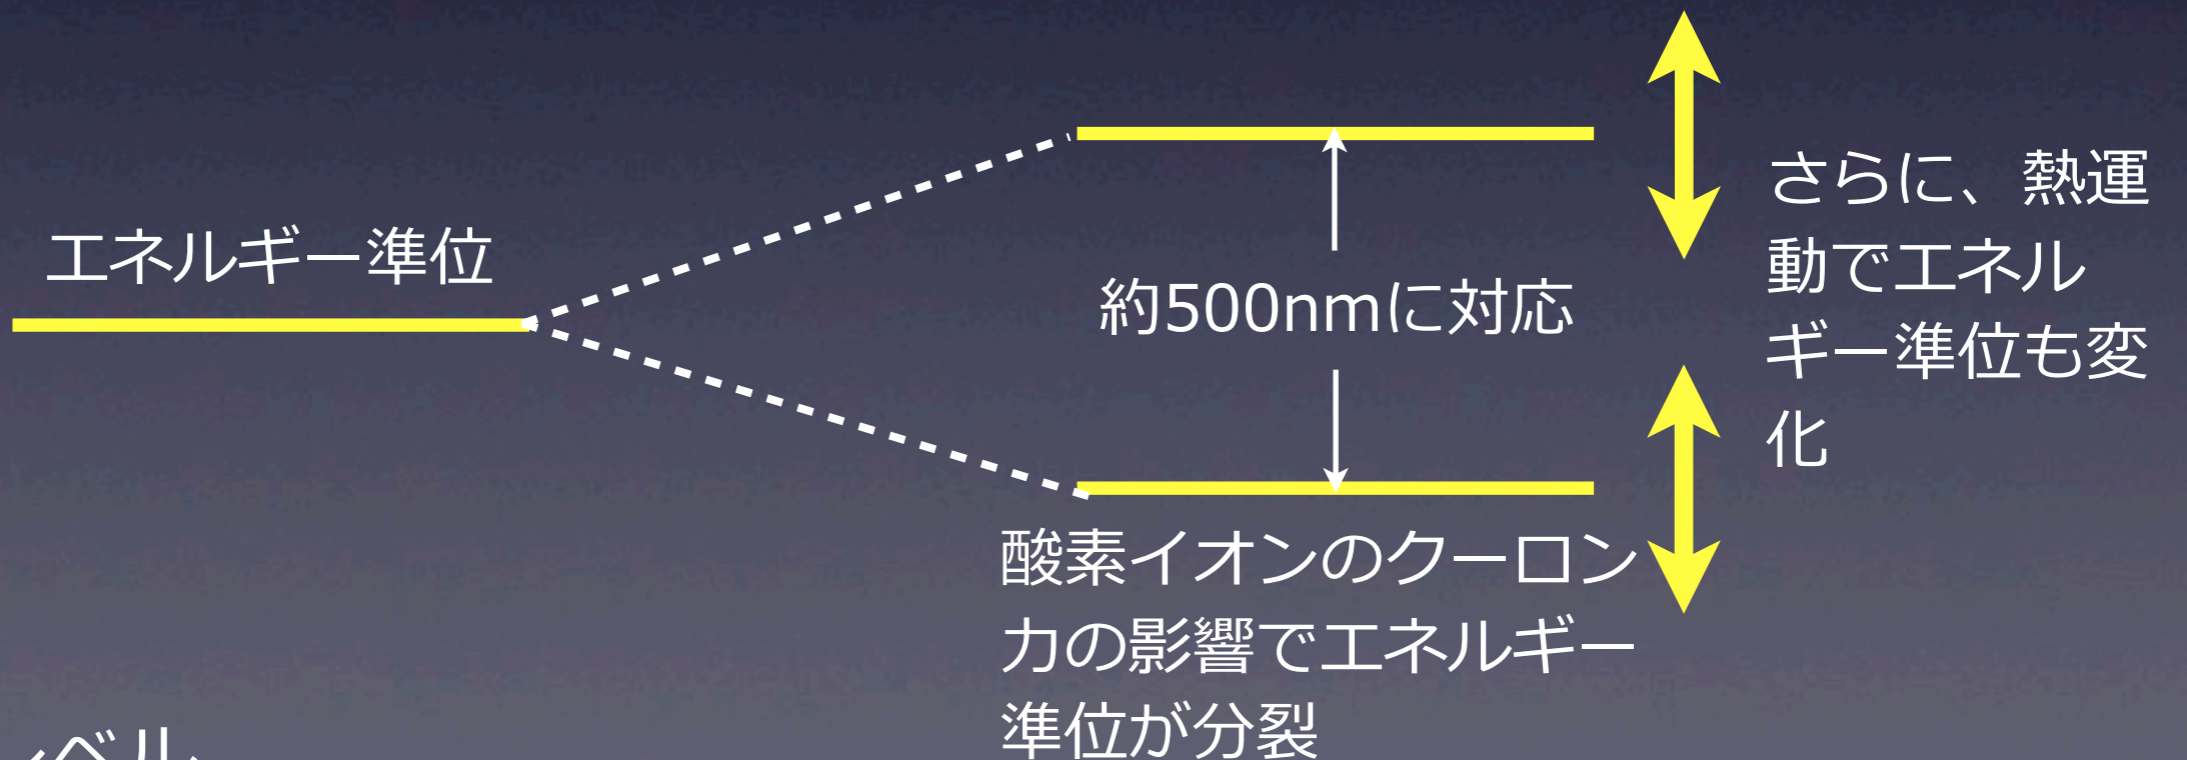 エネルギー準位
約500nmに対応
さらに、熱運
動でエネル
ギー準位も変
化
酸素イオンのクーロン
力の影響でエネルギー
準位が分裂
ベル